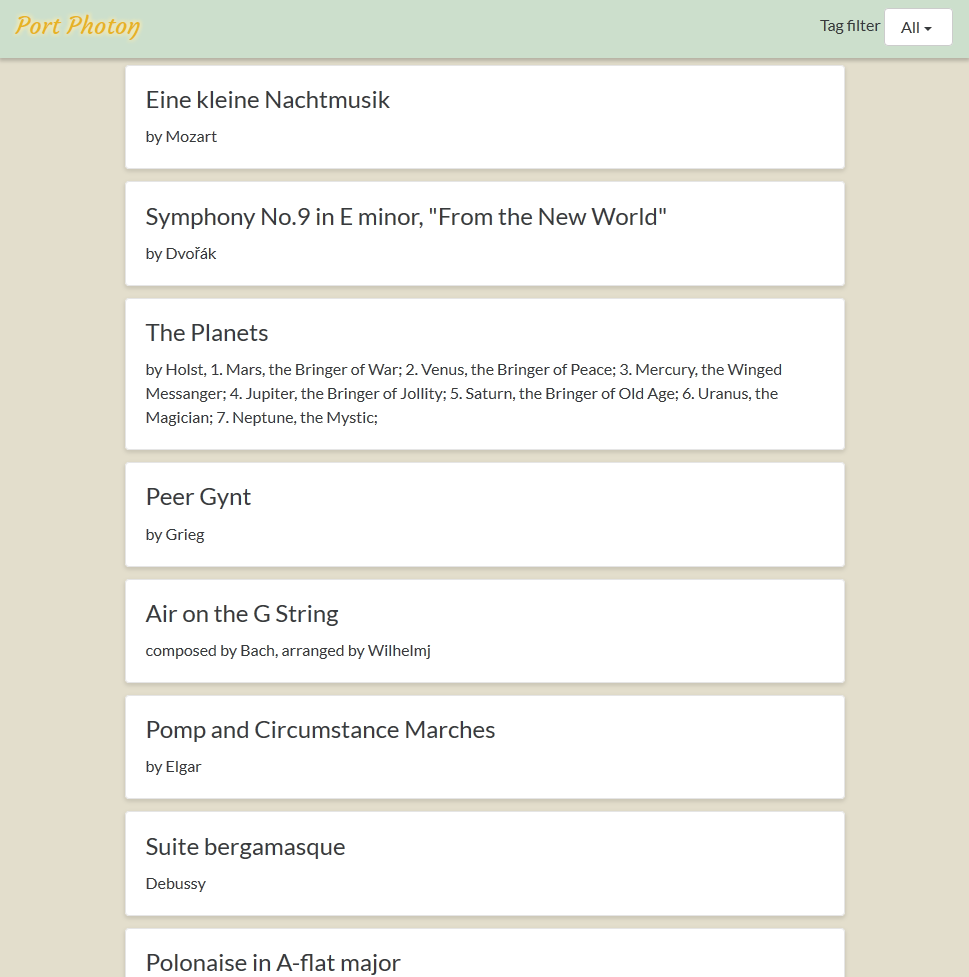 Port Photon
Tag filter All
Eine kleine Nachtmusik
by Mozart
Symphony No.9 in E minor, "From the New World"
by Dvořák
The Planets
by Holst, 1. Mars, the Bringer of War; 2. Venus, the Bringer of Peace; 3. Mercury, the Winged
Messanger; 4. Jupiter, the Bringer of Jollity; 5. Saturn, the Bringer of Old Age; 6. Uranus, the
Magician; 7. Neptune, the Mystic;
Peer Gynt
by Grieg
Air on the G String
composed by Bach, arranged by Wilhelmj
Pomp and Circumstance Marches
by Elgar
Suite bergamasque
Debussy
Polonaise in A-flat major